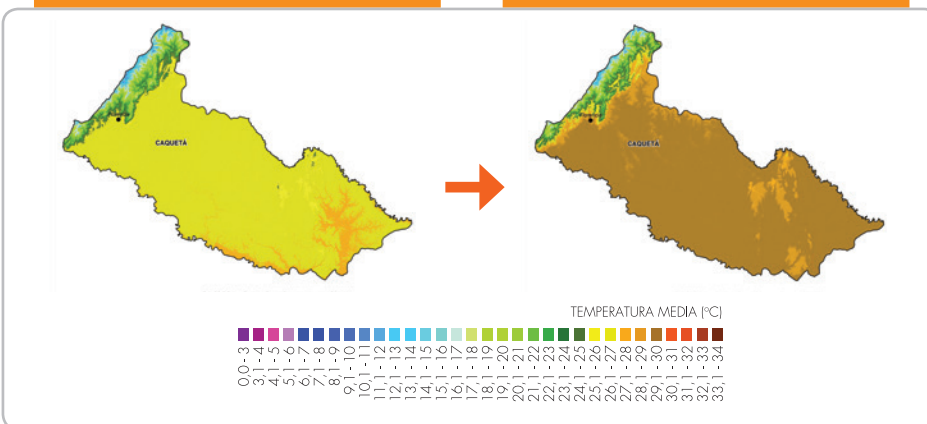 CAQUETÁ
CAQUETÁ
TEMPERATURA MEDIA (ºC)
0,0 - 3
3,1 - 4
4,1 - 5
5,1 - 6
6,1 - 7
7,1 - 8
8,1 - 9
9,1 - 10
10,1 - 11
11,1 - 12
12,1 - 13
13,1 - 14
14,1 - 15
15,1 - 16
16,1 - 17
17,1 - 18
18,1 - 19
19,1 - 20
20,1 - 21
21,1 - 22
22,1 - 23
23,1 - 24
24,1 - 25
25,1 - 26
26,1 - 27
27,1 - 28
28,1 - 29
29,1 - 30
30,1 - 31
31,1 - 32
32,1 - 33
33,1 - 34